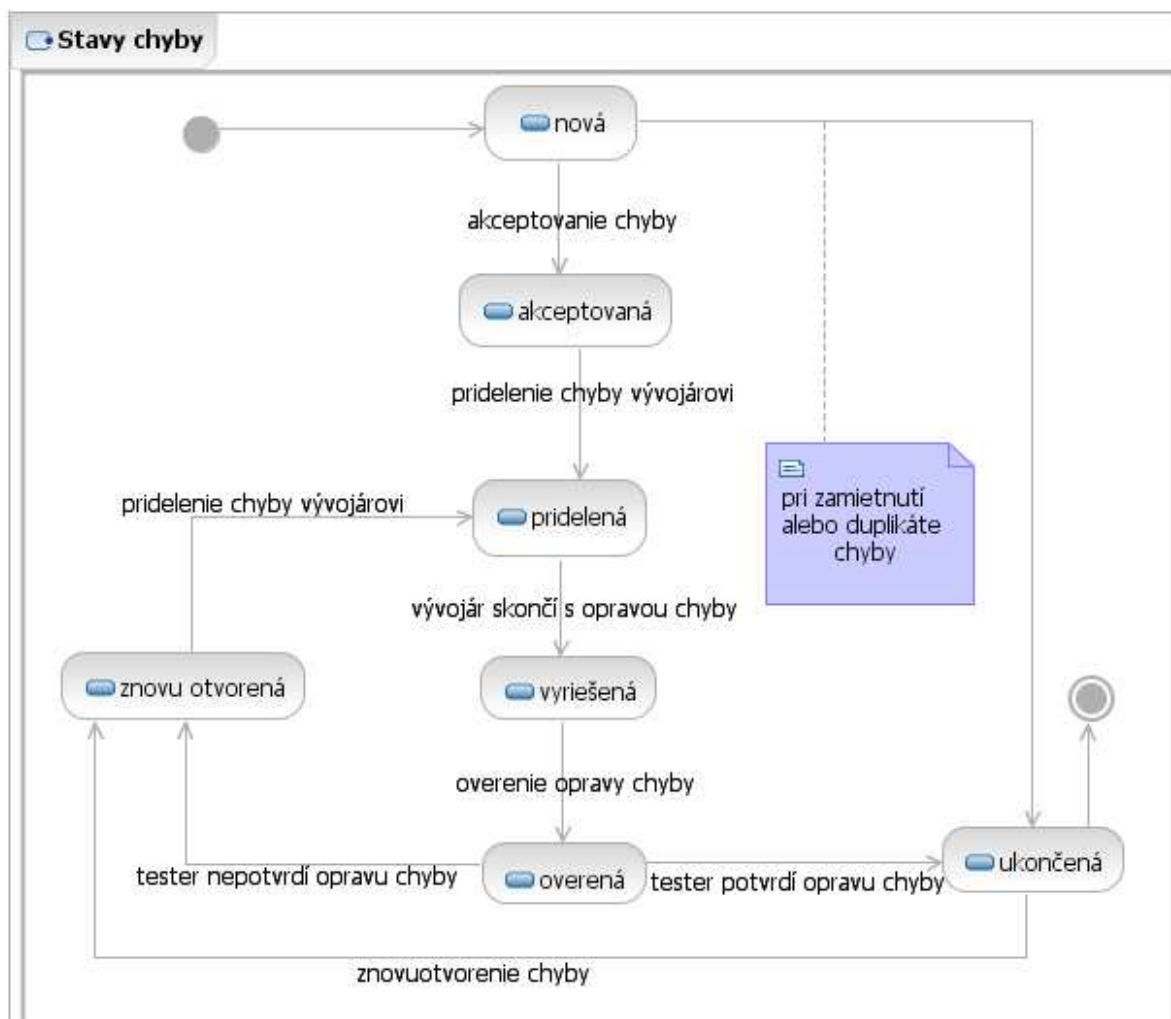 Stavy chyby
nová
akceptovanie chyby
akceptovaná
pridelenie chyby vývojárovi
pri zamietnutí
alebo duplikáte
chyby
pridelenie chyby vývojárovi
pridelená
vývojár skončí s opravou chyby
znovu otvorená
vyriešená
overenie opravy chyby
tester nepotvrdí opravu chyby
overená
tester potvrdí opravu chyby
ukončená
znovuotvorenie chyby